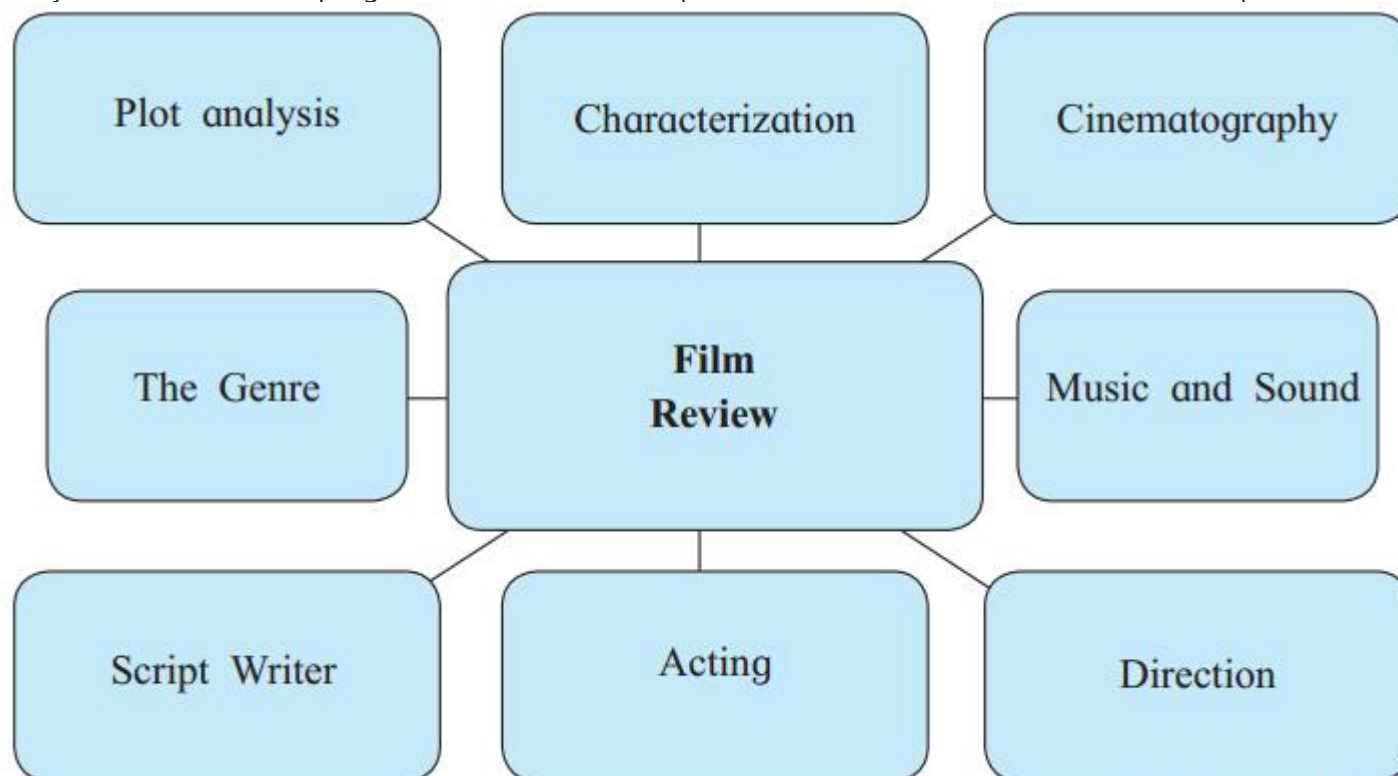 Plot analysis
Characterization
Cinematography
The Genre
Film
Review
Music and Sound
Script Writer
Acting
Direction